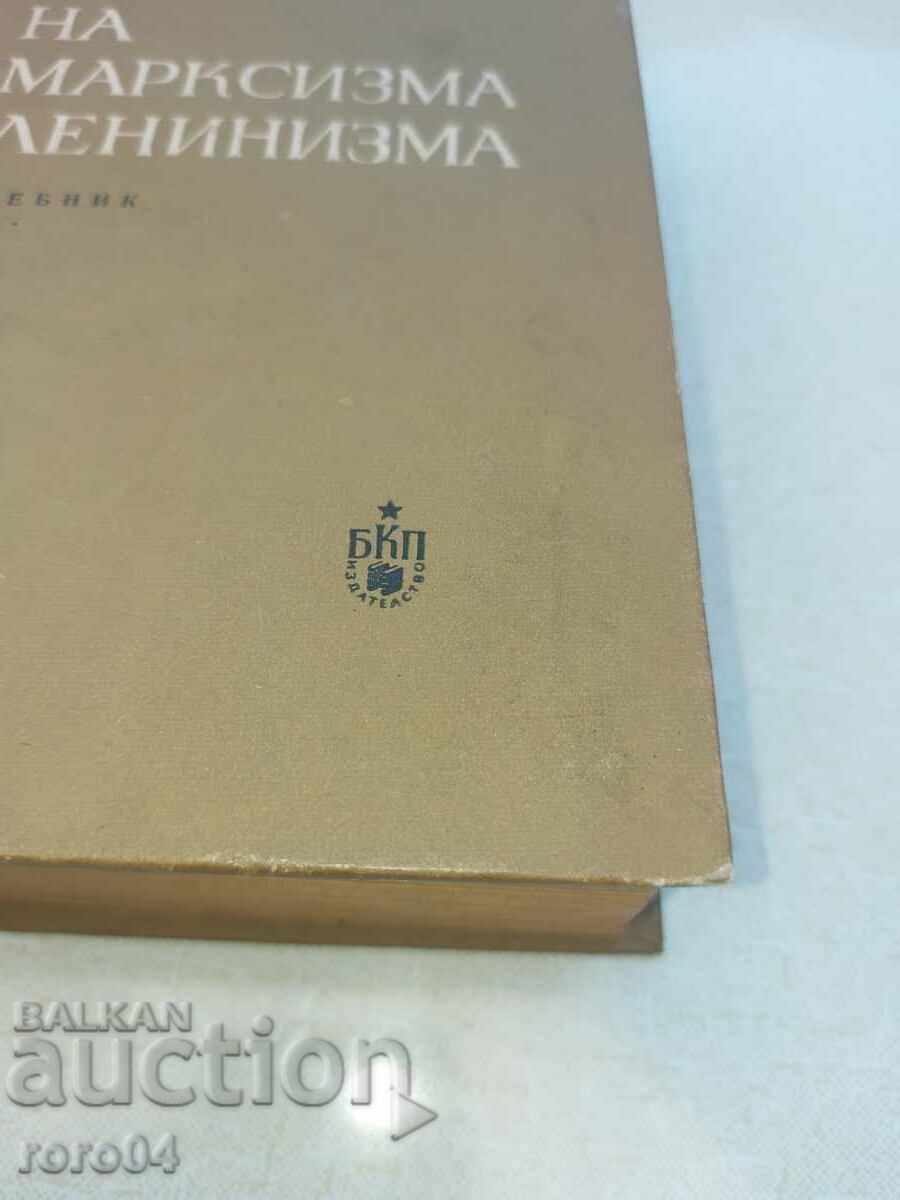 НА
МАРКСИЗМА
ЛЕНИНИЗМА
ЕБНИК
БКП
ИЗДАТЕЛСТВО
BALKAN
auction
roro04